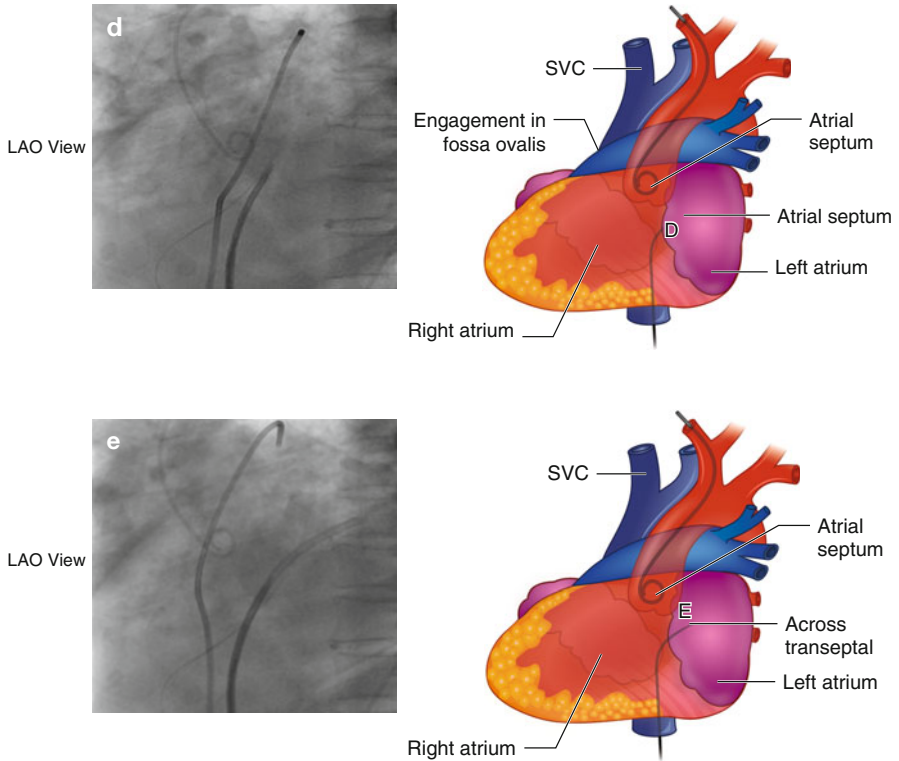 d
LAO View
SVC
Engagement in
fossa ovalis
Atrial
septum
Atrial septum
D
Left atrium
Right atrium
e
LAO View
SVC
Atrial
septum
E
Across
transeptal
Left atrium
Right atrium